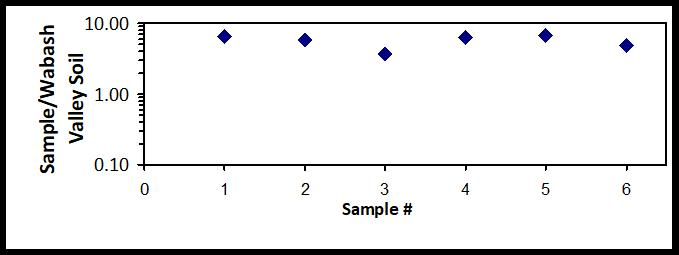 Sample/Wabash
Valley Soil
10.00
1.00
0.10
0 1 2 3 4 5 6
Sample #